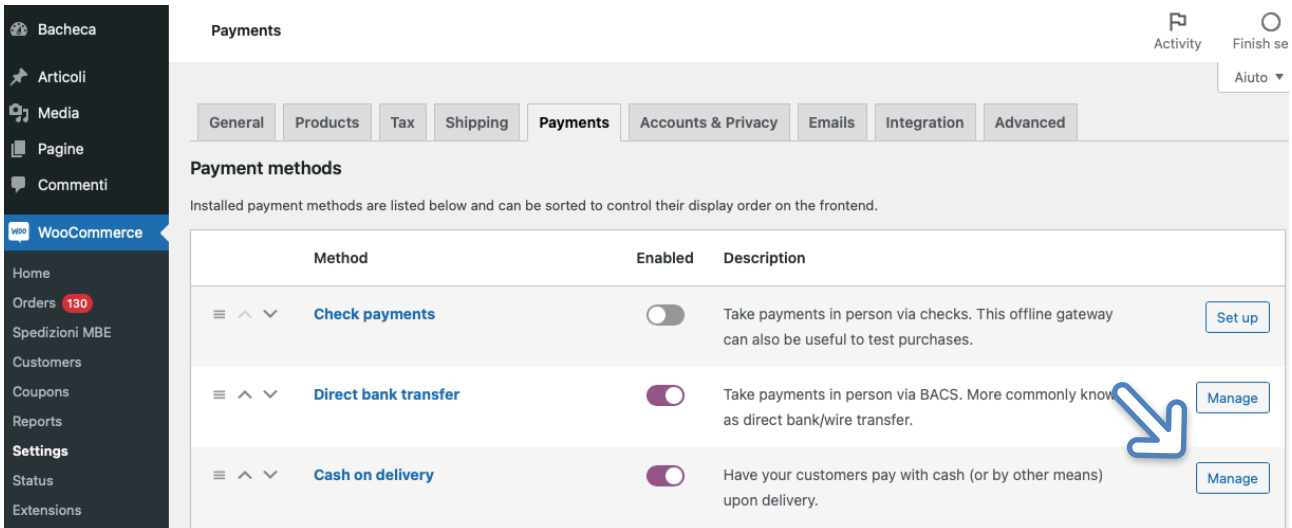 Bacheca
Articoli
Media
Pagine
Commenti
Woo WooCommerce
Home
Orders 130
Spedizioni MBE
Customers
Coupons
Reports
Settings
Status
Extensions
Payments
Activity
Finish se
Aiuto
General Products Tax Shipping Payments Accounts & Privacy Emails Integration Advanced
Payment methods
Installed payment methods are listed below and can be sorted to control their display order on the frontend.
Method Enabled Description
Check payments
Take payments in person via checks. This offline gateway
can also be useful to test purchases.
Set up
Direct bank transfer
Take payments in person via BACS. More commonly know
as direct bank/wire transfer.
Manage
Cash on delivery
Have your customers pay with cash (or by other means)
upon delivery.
Manage